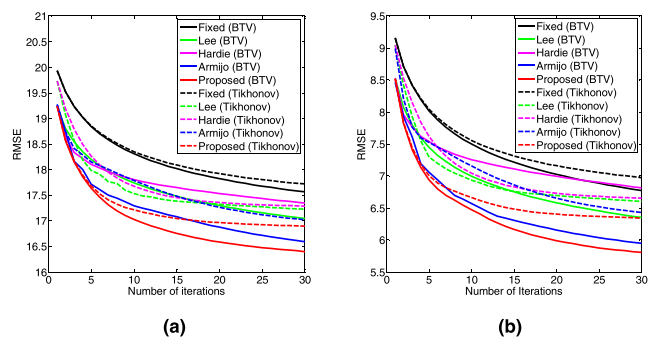 21
20.5
20
19.5
19
18.5
18
17.5
17
16.5
16
RMSE
0 5 10 15 20 25 30
Number of iterations
Fixed (BTV)
Lee (BTV)
Hardie (BTV)
Armijo (BTV)
Proposed (BTV)
Fixed (Tikhonov)
Lee (Tikhonov)
Hardie (Tikhonov)
Armijo (Tikhonov)
Proposed (Tikhonov)
(a)
9.5
9
8.5
8
7.5
7
6.5
6
5.5
RMSE
0 5 10 15 20 25 30
Number of iterations
Fixed (BTV)
Lee (BTV)
Hardie (BTV)
Armijo (BTV)
Proposed (BTV)
Fixed (Tikhonov)
Lee (Tikhonov)
Hardie (Tikhonov)
Armijo (Tikhonov)
Proposed (Tikhonov)
(b)